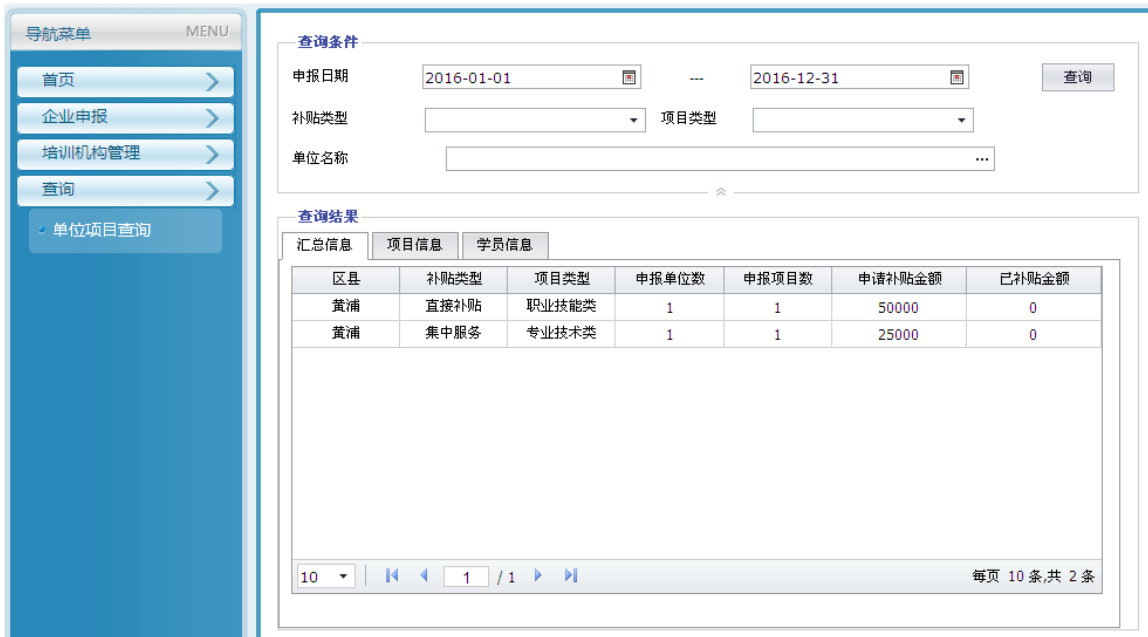 导航菜单 MENU
首页
企业申报
培训机构管理
查询
单位项目查询
查询条件
申报日期 2016-01-01 --- 2016-12-31 查询
补贴类型 项目类型
单位名称 ...
查询结果
汇总信息 项目信息 学员信息
区县 补贴类型 项目类型 申报单位数 申报项目数 申请补贴金额 已补贴金额
黄浦 直接补贴 职业技能类 1 1 50000 0
黄浦 集中服务 专业技术类 1 1 25000 0
10 1 / 1 每页 10 条,共 2 条